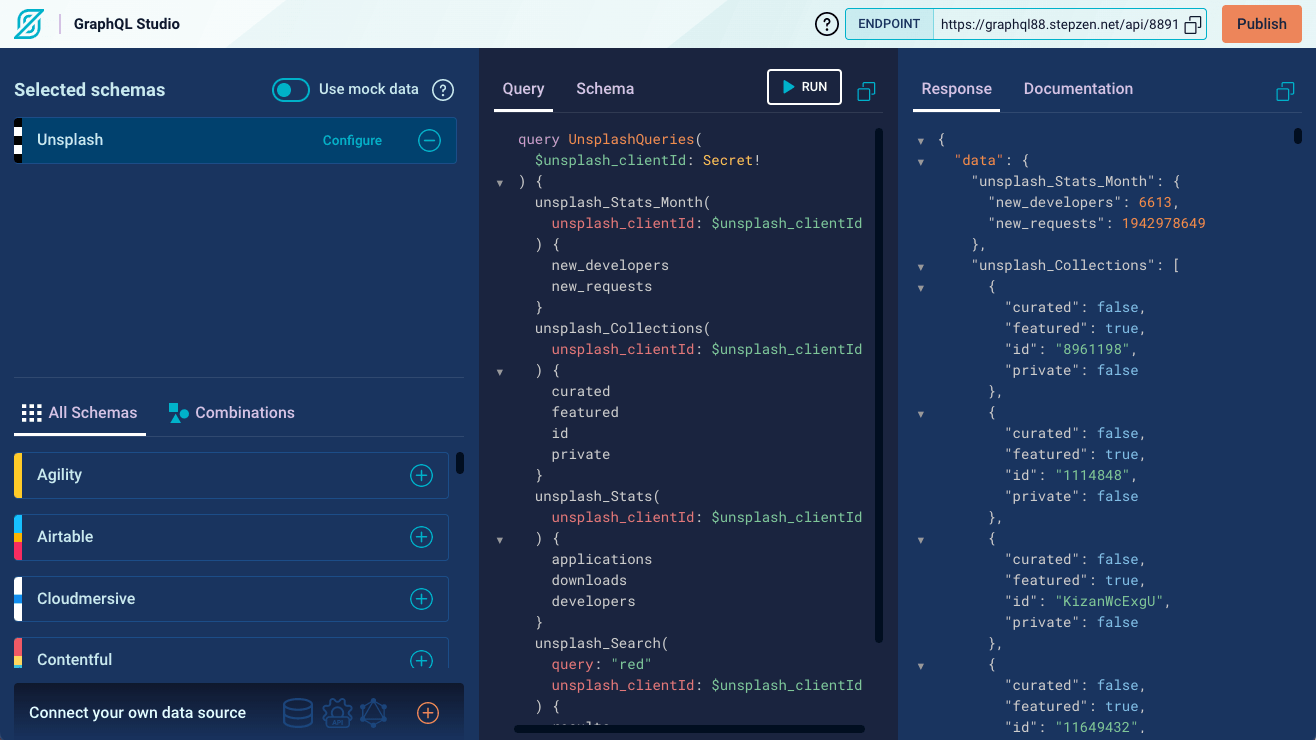 GraphQL Studio
?
ENDPOINT
https://graphql88.stepzen.net/api/8891
Publish
Selected schemas
Use mock data
?
Unsplash
Configure
All Schemas
Combinations
Agility
Airtable
Cloudmersive
Contentful
Connect your own data source
API
Query
Schema
RUN
query UnsplashQueries(
$unsplash_clientId: Secret!
) {
unsplash_Stats_Month(
unsplash_clientId: $unsplash_clientId
) {
new_developers
new_requests
}
unsplash_Collections(
unsplash_clientId: $unsplash_clientId
) {
curated
featured
id
private
}
unsplash_Stats(
unsplash_clientId: $unsplash_clientId
) {
applications
downloads
developers
}
unsplash_Search(
query: "red"
unsplash_clientId: $unsplash_clientId
) {
results
Response
Documentation
{
"data": {
"unsplash_Stats_Month": {
"new_developers": 6613,
"new_requests": 1942978649
},
"unsplash_Collections": [
{
"curated": false,
"featured": true,
"id": "8961198",
"private": false
},
{
"curated": false,
"featured": true,
"id": "1114848",
"private": false
},
{
"curated": false,
"featured": true,
"id": "KizanWcExgU",
"private": false
},
{
"curated": false,
"featured": true,
"id": "11649432",